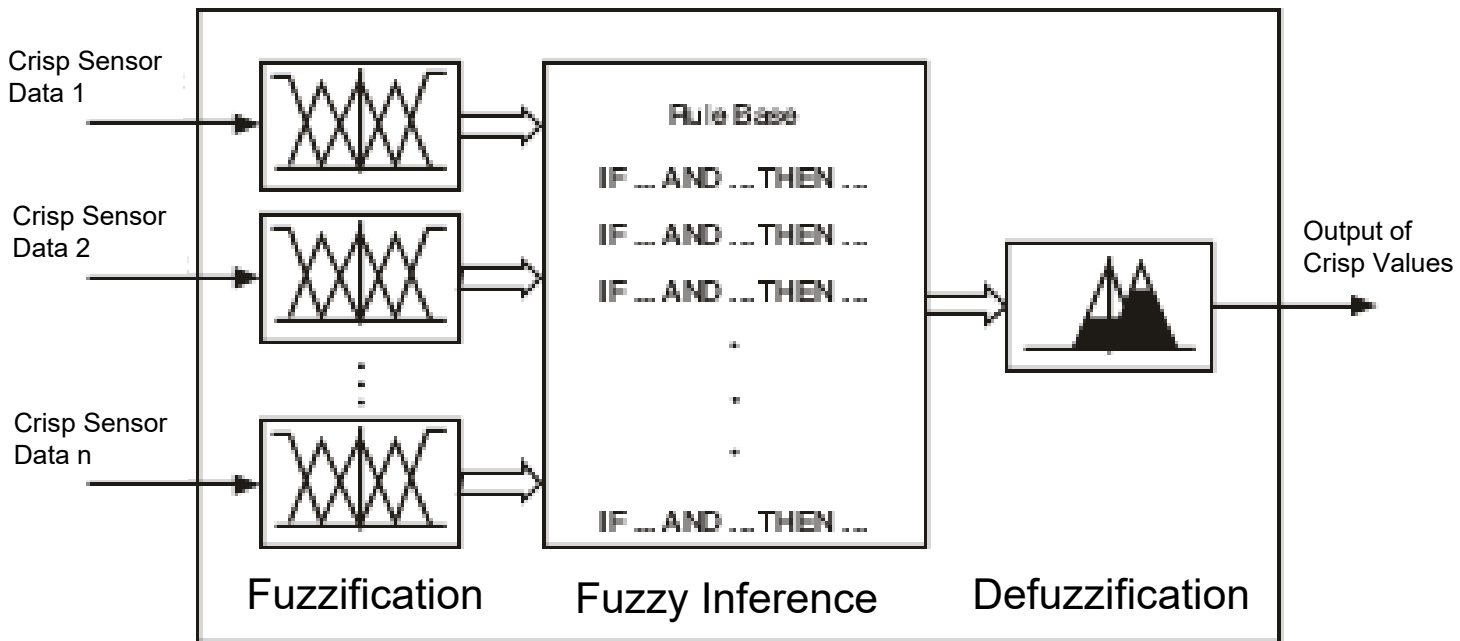 Crisp Sensor
Data 1
Crisp Sensor
Data 2
Crisp Sensor
Data n
Rule Base
IF ... AND ... THEN ...
IF ... AND ... THEN ...
IF ... AND ... THEN ...
IF ... AND ... THEN ...
Output of
Crisp Values
Fuzzification
Fuzzy Inference
Defuzzification